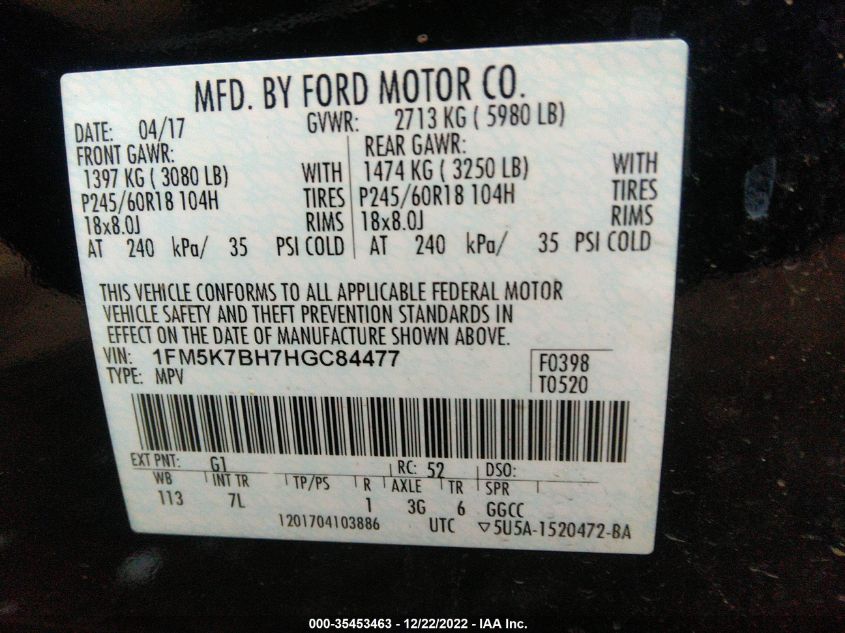 MFD. BY FORD MOTOR CO.
DATE: 04/17 GVWR: 2713 KG ( 5980 LB)
FRONT GAWR: REAR GAWR:
1397 KG ( 3080 LB) WITH 1474 KG ( 3250 LB) WITH
P245/60R18 104H TIRES P245/60R18 104H TIRES
18x8.0J RIMS 18x8.0J RIMS
AT 240 kPa/ 35 PSI COLD AT 240 kPa/ 35 PSI COLD
THIS VEHICLE CONFORMS TO ALL APPLICABLE FEDERAL MOTOR
VEHICLE SAFETY AND THEFT PREVENTION STANDARDS IN
EFFECT ON THE DATE OF MANUFACTURE SHOWN ABOVE.
VIN: 1FM5K7BH7HGC84477 F0398
TYPE: MPV T0520
EXT PNT: G1 RC: 52 DSO:
WB INT TR TP/PS R AXLE TR SPR
113 7L 1 3G 6 GGCC
1201704103886 UTC ▽5U5A-1520472-BA
000-35453463 - 12/22/2022 - IAA Inc.